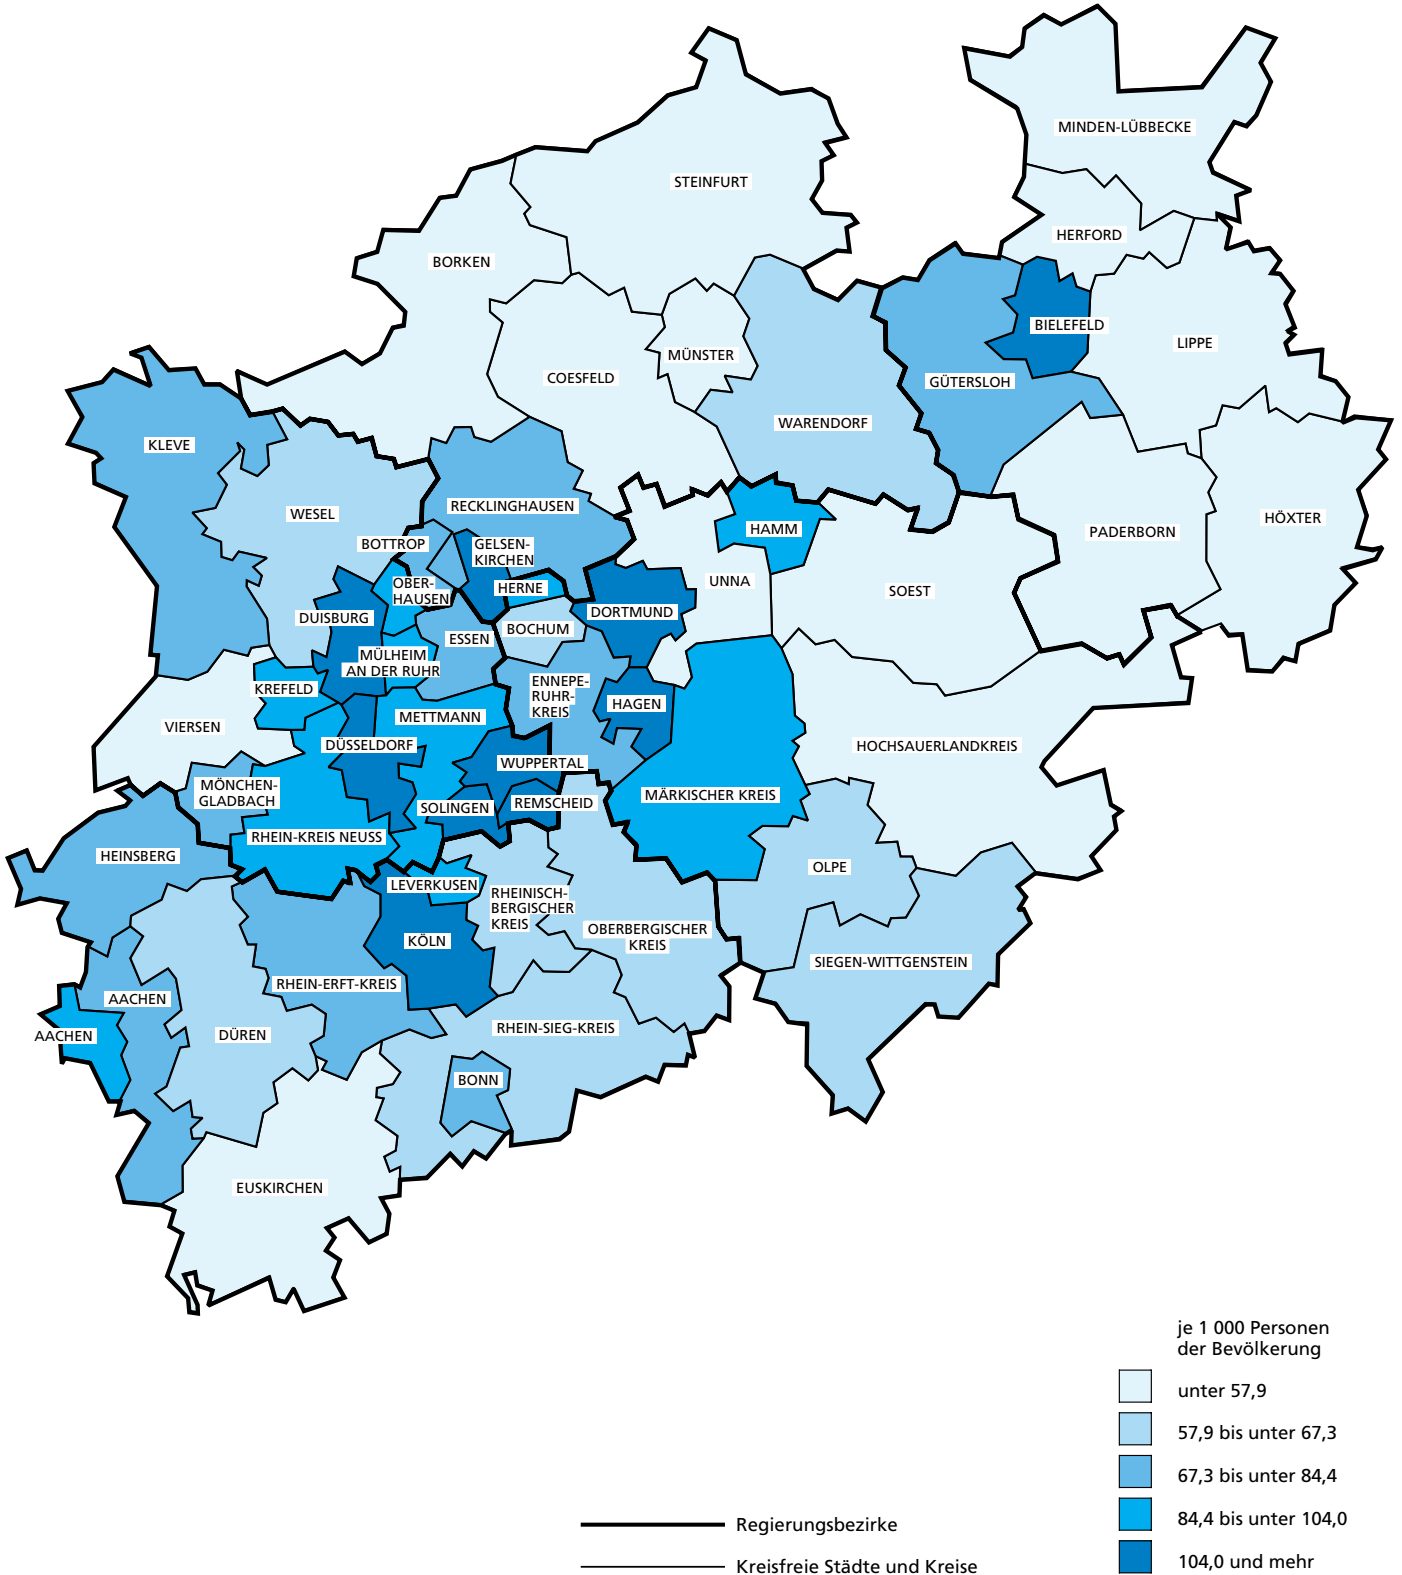 MINDEN-LÜBBECKE
STEINFURT
HERFORD
BORKEN
BIELEFELD
LIPPE
MÜNSTER
COESFELD
GÜTERSLOH
WARENDORF
KLEVE
RECKLINGHAUSEN
WESEL
HÖXTER
HAMM
PADERBORN
BOTTROP
GELSEN-
KIRCHEN
UNNA
OBER-
HAUSEN
HERNE
SOEST
DORTMUND
DUISBURG
BOCHUM
ESSEN
MÜLHEIM
AN DER RUHR
KREFELD
ENNEPE-
RUHR-
KREIS
HAGEN
METTMANN
VIERSEN
DÜSSELDORF
HOCHSAUERLANDKREIS
WUPPERTAL
MÖNCHEN-
GLADBACH
MÄRKISCHER KREIS
REMSCHEID
SOLINGEN
RHEIN-KREIS NEUSS
HEINSBERG
OLPE
LEVERKUSEN
RHEINISCH-
BERGISCHER
KREIS
OBERBERGISCHER
KREIS
KÖLN
SIEGEN-WITTGENSTEIN
RHEIN-ERFT-KREIS
AACHEN
RHEIN-SIEG-KREIS
AACHEN
DÜREN
BONN
EUSKIRCHEN
je 1 000 Personen
der Bevölkerung
unter 57,9
57,9 bis unter 67,3
67,3 bis unter 84,4
84,4 bis unter 104,0
104,0 und mehr
Regierungsbezirke
Kreisfreie Städte und Kreise